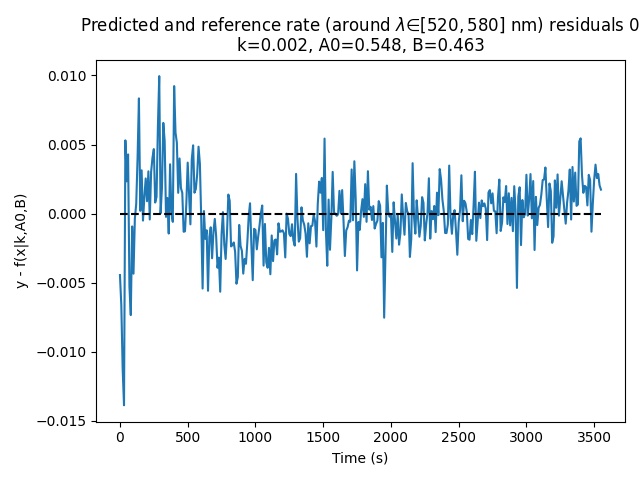 Predicted and reference rate (around λ∈[520, 580] nm) residuals 0
k=0.002, A0=0.548, B=0.463
0.010
0.005
0.000
−0.005
−0.010
−0.015
y - f(x|k,A0,B)
0 500 1000 1500 2000 2500 3000 3500
Time (s)